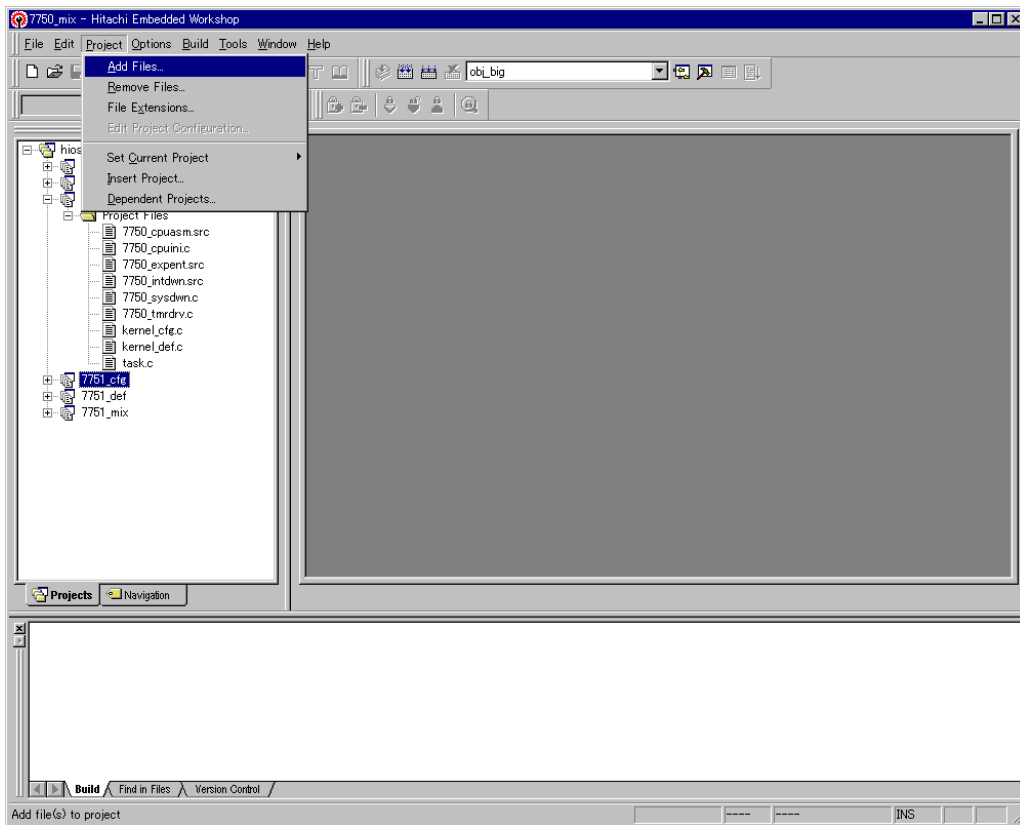 7750_mix - Hitachi Embedded Workshop
File Edit Project Options Build Tools Window Help
Add Files...
Remove Files...
File Extensions...
Edit Project Configuration...
Set Current Project
Insert Project...
Dependent Projects...
obj_big
hios
Project Files
7750_cpuasm.src
7750_cpuini.c
7750_expent.src
7750_intdwn.src
7750_sysdwn.c
7750_tmrdrv.c
kernel_cfg.c
kernel_def.c
task.c
7751_cfg
7751_def
7751_mix
Projects Navigation
Build Find in Files Version Control
Add file(s) to project ---- ---- INS